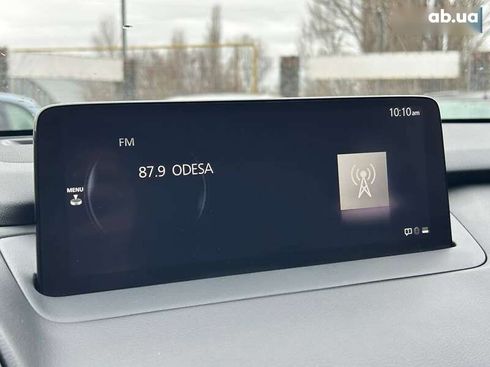 ab.ua
10:10am
FM
87.9 ODESA
MENU